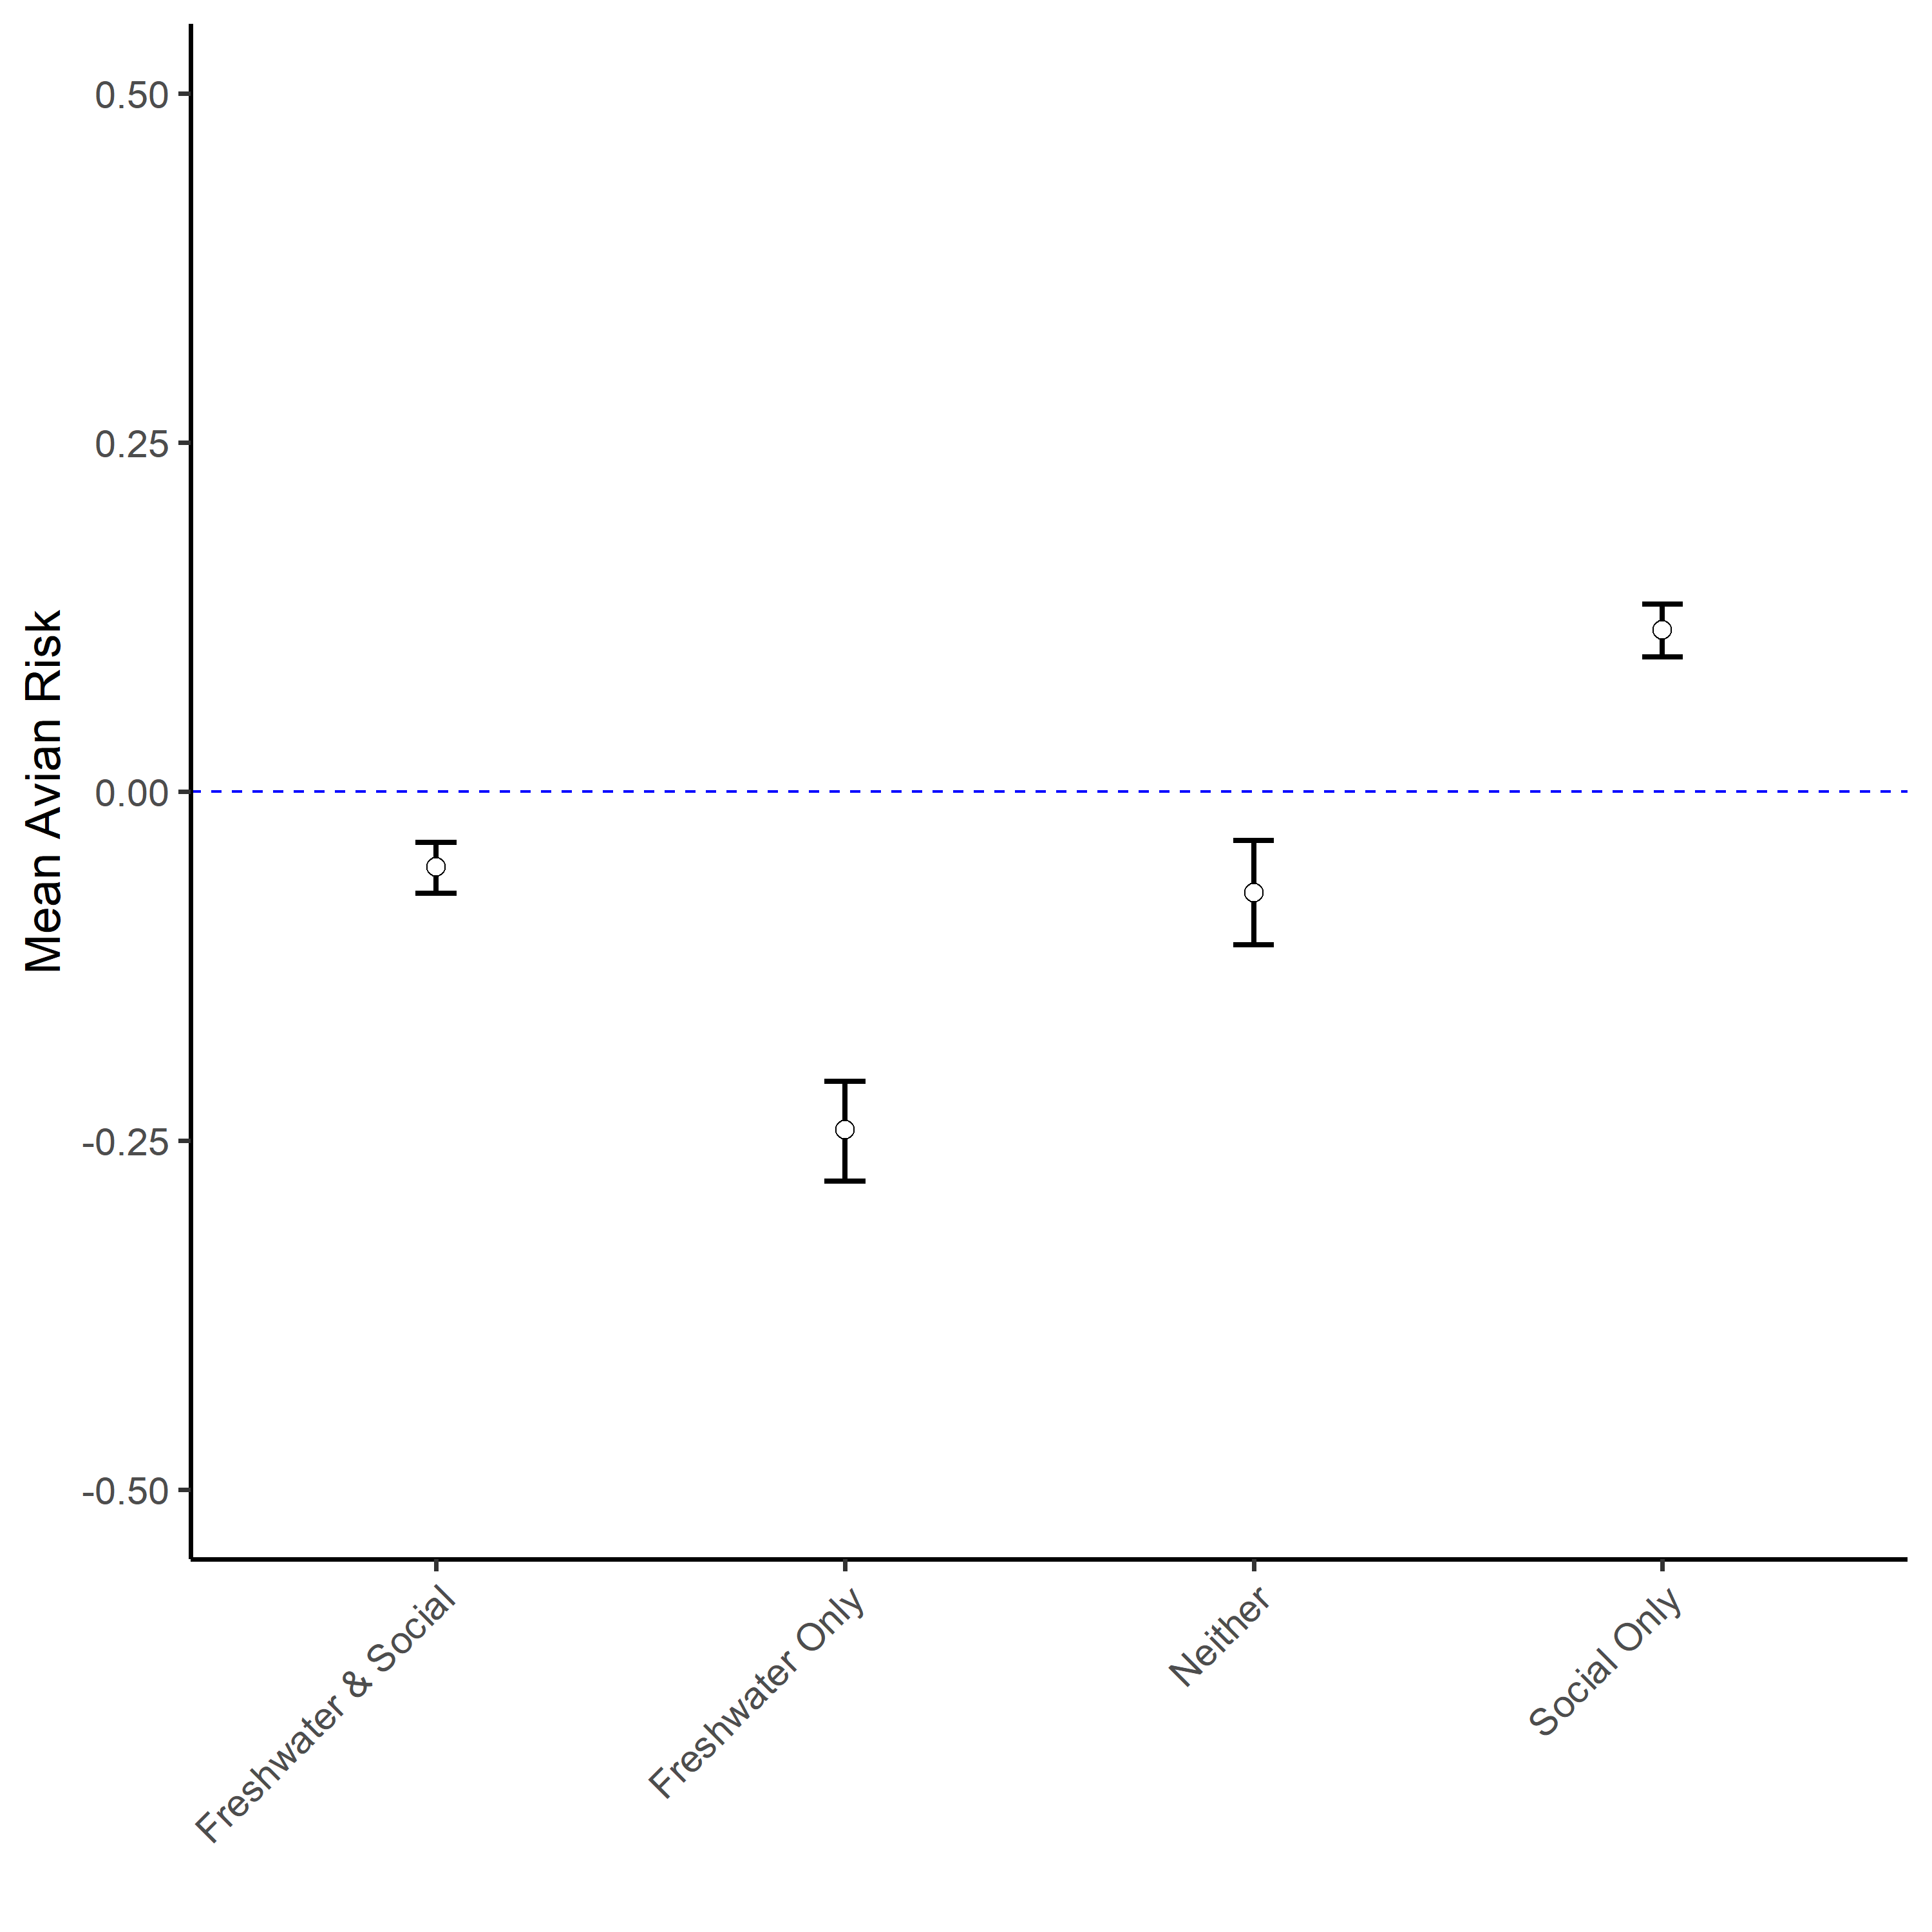 Mean Avian Risk
0.50
0.25
0.00
-0.25
-0.50
Freshwater & Social
Freshwater Only
Neither
Social Only